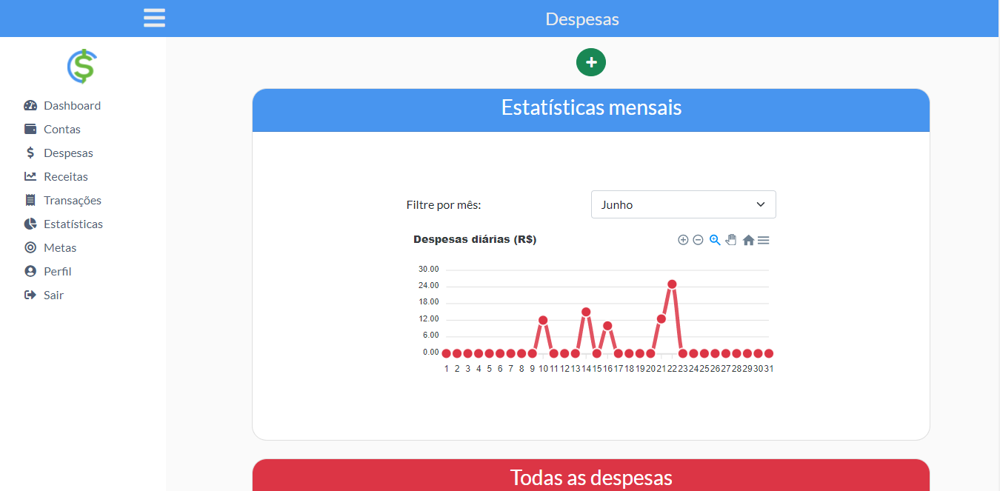 Despesas
Dashboard
Contas
Despesas
Receitas
Transações
Estatísticas
Metas
Perfil
Sair
Estatísticas mensais
Filtre por mês: Junho
Despesas diárias (R$)
30.00
24.00
18.00
12.00
6.00
0.00
1 2 3 4 5 6 7 8 9 10 11 12 13 14 15 16 17 18 19 20 21 22 23 24 25 26 27 28 29 30 31
Todas as despesas